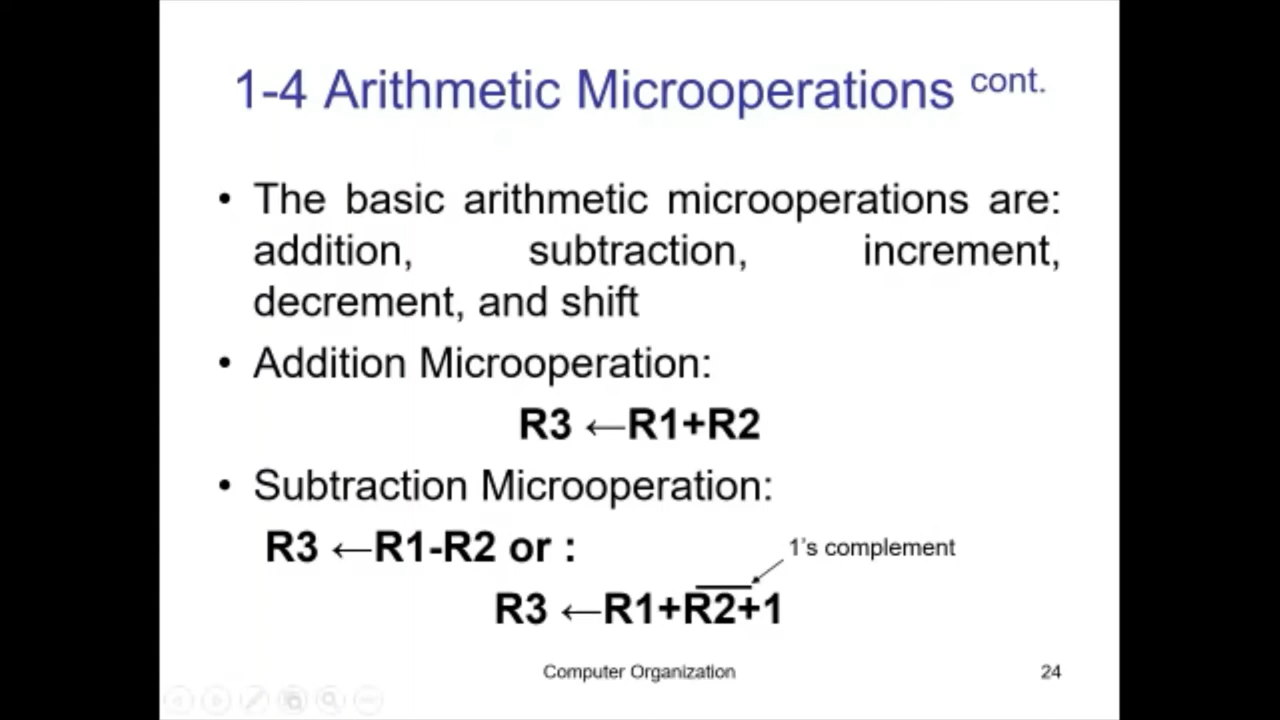 1-4 Arithmetic Microoperations cont.
• The basic arithmetic microoperations are:
addition, subtraction, increment,
decrement, and shift
• Addition Microoperation:
R3 ←R1+R2
• Subtraction Microoperation:
R3 ←R1-R2 or :
1’s complement
R3 ←R1+R̅2̅+1
Computer Organization
24